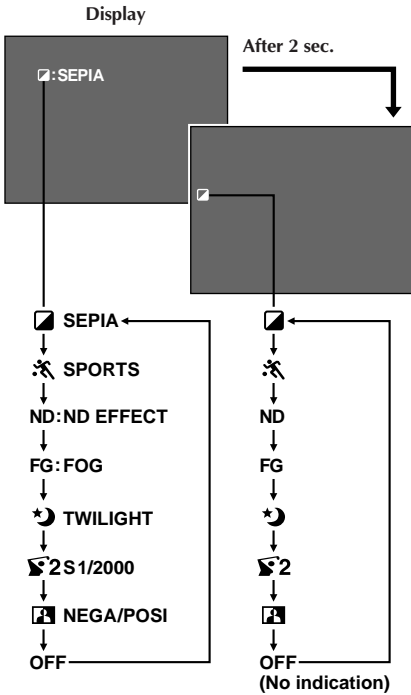 Display
After 2 sec.
:SEPIA
SEPIA
SPORTS
ND:ND EFFECT
FG:FOG
TWILIGHT
2 S1/2000
NEGA/POSI
OFF
ND
FG
2
OFF
(No indication)